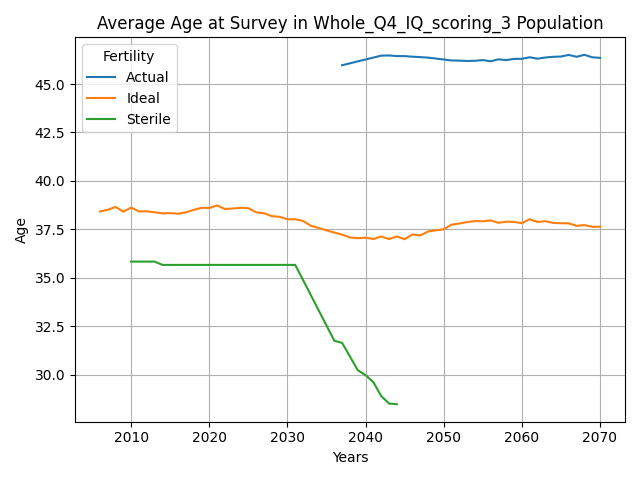 Average Age at Survey in Whole_Q4_IQ_scoring_3 Population
Fertility
Actual
Ideal
Sterile
45.0
42.5
40.0
37.5
35.0
32.5
30.0
Age
2010 2020 2030 2040 2050 2060 2070
Years